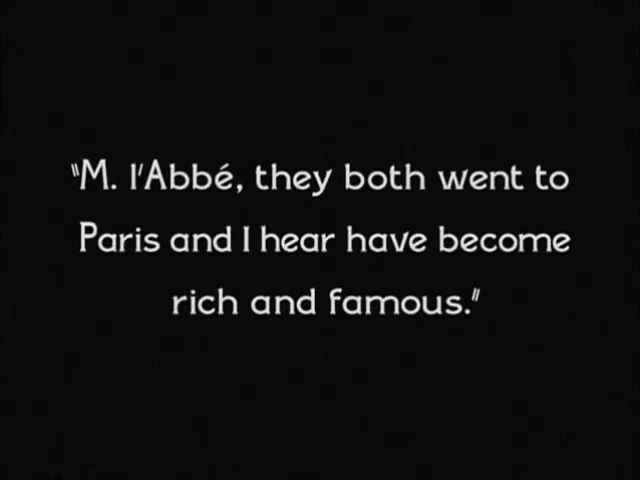 "M. l'Abbé, they both went to
Paris and I hear have become
rich and famous."